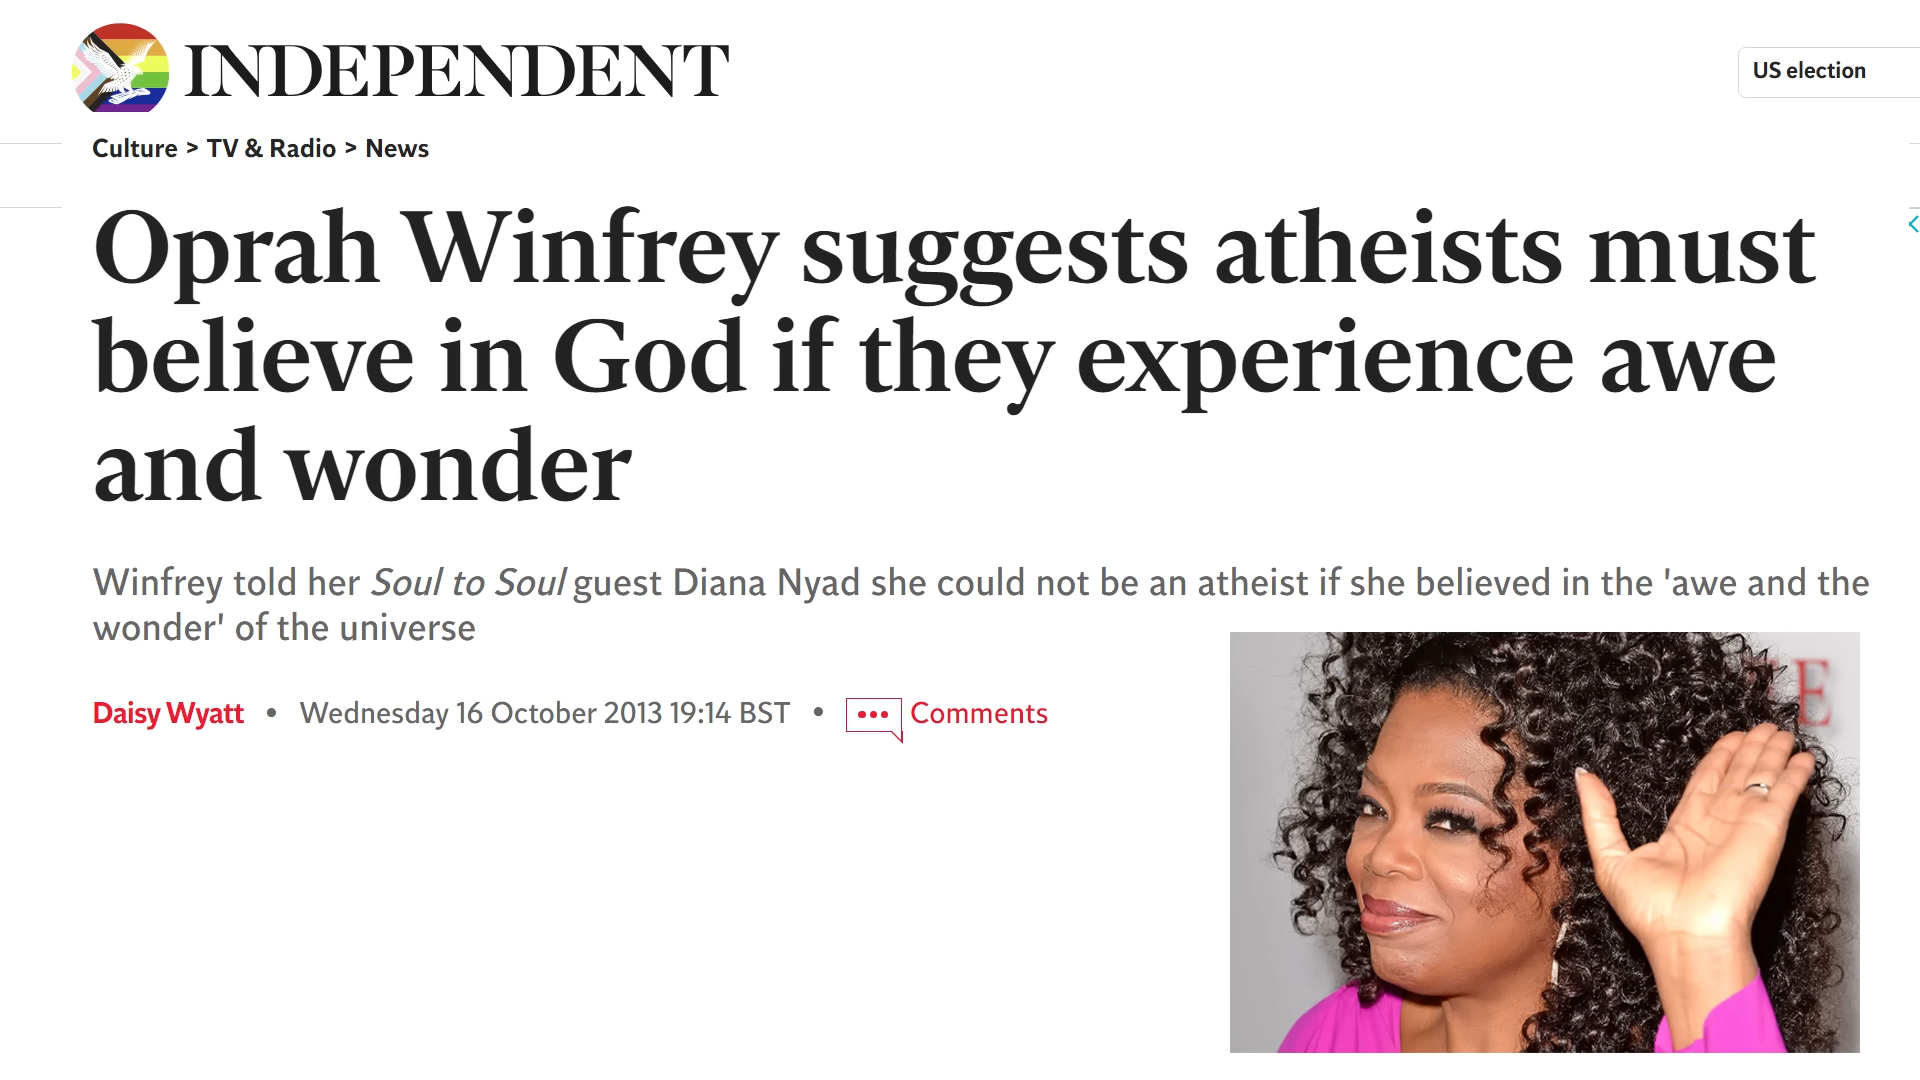 INDEPENDENT
US election
Culture > TV & Radio > News
Oprah Winfrey suggests atheists must
believe in God if they experience awe
and wonder
Winfrey told her Soul to Soul guest Diana Nyad she could not be an atheist if she believed in the 'awe and the
wonder' of the universe
Daisy Wyatt • Wednesday 16 October 2013 19:14 BST • Comments